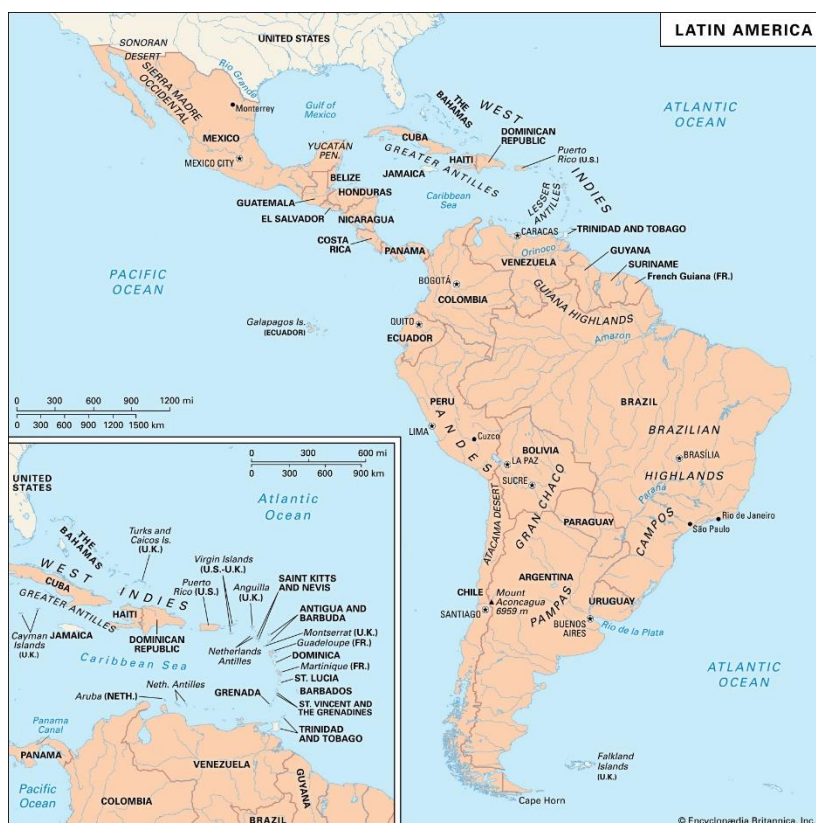 LATIN AMERICA
SONORAN
DESERT
UNITED STATES
SIERRA MADRE
OCCIDENTAL
Rio Grande
Monterrey
Gulf of
Mexico
THE
BAHAMAS
WEST
INDIES
ATLANTIC
OCEAN
MEXICO
MEXICO CITY
YUCATÁN
PEN.
CUBA
DOMINICAN
REPUBLIC
HAITI
Puerto
Rico (U.S.)
GREATER ANTILLES
JAMAICA
BELIZE
HONDURAS
GUATEMALA
EL SALVADOR
NICARAGUA
Caribbean
Sea
LESSER
ANTILLES
COSTA
RICA
PANAMA
CARACAS
TRINIDAD AND TOBAGO
Orinoco
VENEZUELA
GUYANA
SURINAME
French Guiana (FR.)
PACIFIC
OCEAN
BOGOTÁ
COLOMBIA
GUIANA HIGHLANDS
Galapagos Is.
(ECUADOR)
QUITO
ECUADOR
Amazon
0 300 600 900 1200 mi
0 300 600 900 1200 1500 km
PERU
ANDES
BRAZIL
BRAZILIAN
HIGHLANDS
LIMA
Cuzco
BOLIVIA
LA PAZ
SUCRE
BRASÍLIA
Paraná
ATACAMA DESERT
GRAN CHACO
PARAGUAY
CAMPOS
Rio de Janeiro
São Paulo
CHILE
ARGENTINA
Mount
Aconcagua
6959 m
PAMPAS
SANTIAGO
URUGUAY
BUENOS
AIRES
Rio de la Plata
ATLANTIC
OCEAN
Falkland
Islands
(U.K.)
Cape Horn
© Encyclopædia Britannica, Inc.
0 300 600 mi
0 300 600 900 km
UNITED
STATES
Atlantic
Ocean
THE
BAHAMAS
Turks and
Caicos Is.
(U.K.)
WEST INDIES
CUBA
GREATER ANTILLES
Virgin Islands
(U.S.-U.K.)
Puerto
Rico (U.S.)
Anguilla
(U.K.)
SAINT KITTS
AND NEVIS
ANTIGUA AND
BARBUDA
HAITI
Cayman
Islands
(U.K.)
JAMAICA
DOMINICAN
REPUBLIC
Netherlands
Antilles
Montserrat (U.K.)
Guadeloupe (FR.)
DOMINICA
Martinique (FR.)
Caribbean Sea
ST. LUCIA
Aruba (NETH.)
Neth. Antilles
GRENADA
BARBADOS
ST. VINCENT AND
THE GRENADINES
TRINIDAD
AND TOBAGO
Panama
Canal
PANAMA
Pacific
Ocean
VENEZUELA
COLOMBIA
GUYANA
BRAZIL